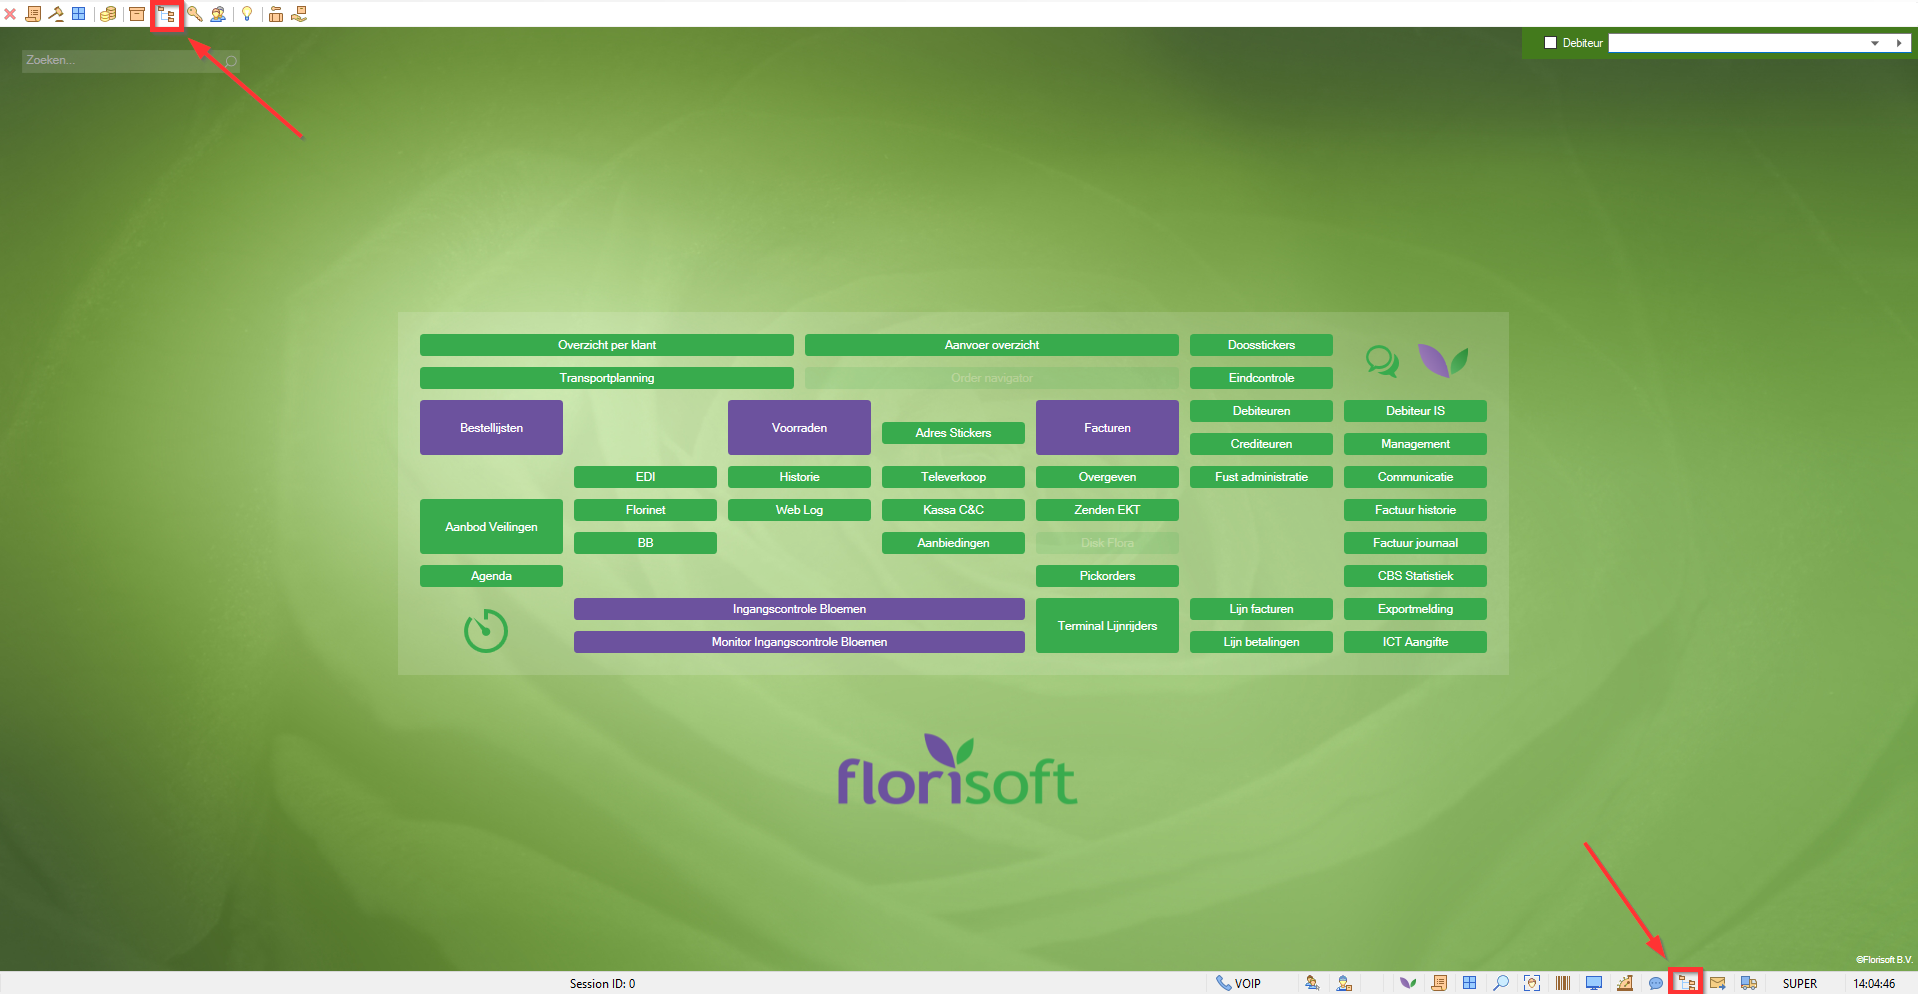 Zoeken...
Debiteur
Overzicht per klant
Aanvoer overzicht
Doosstickers
Transportplanning
Order navigator
Eindcontrole
Bestellijsten
Voorraden
Adres Stickers
Facturen
Debiteuren
Debiteur IS
Crediteuren
Management
EDI
Historie
Televerkoop
Overgeven
Fust administratie
Communicatie
Aanbod Veilingen
Florinet
Web Log
Kassa C&C
Zenden EKT
Factuur historie
BB
Aanbiedingen
Disk Flora
Factuur journaal
Agenda
Pickorders
CBS Statistiek
Ingangscontrole Bloemen
Terminal Lijnrijders
Lijn facturen
Exportmelding
Monitor Ingangscontrole Bloemen
Lijn betalingen
ICT Aangifte
florisoft
©Florisoft B.V.
Session ID: 0
VOIP
SUPER
14:04:46